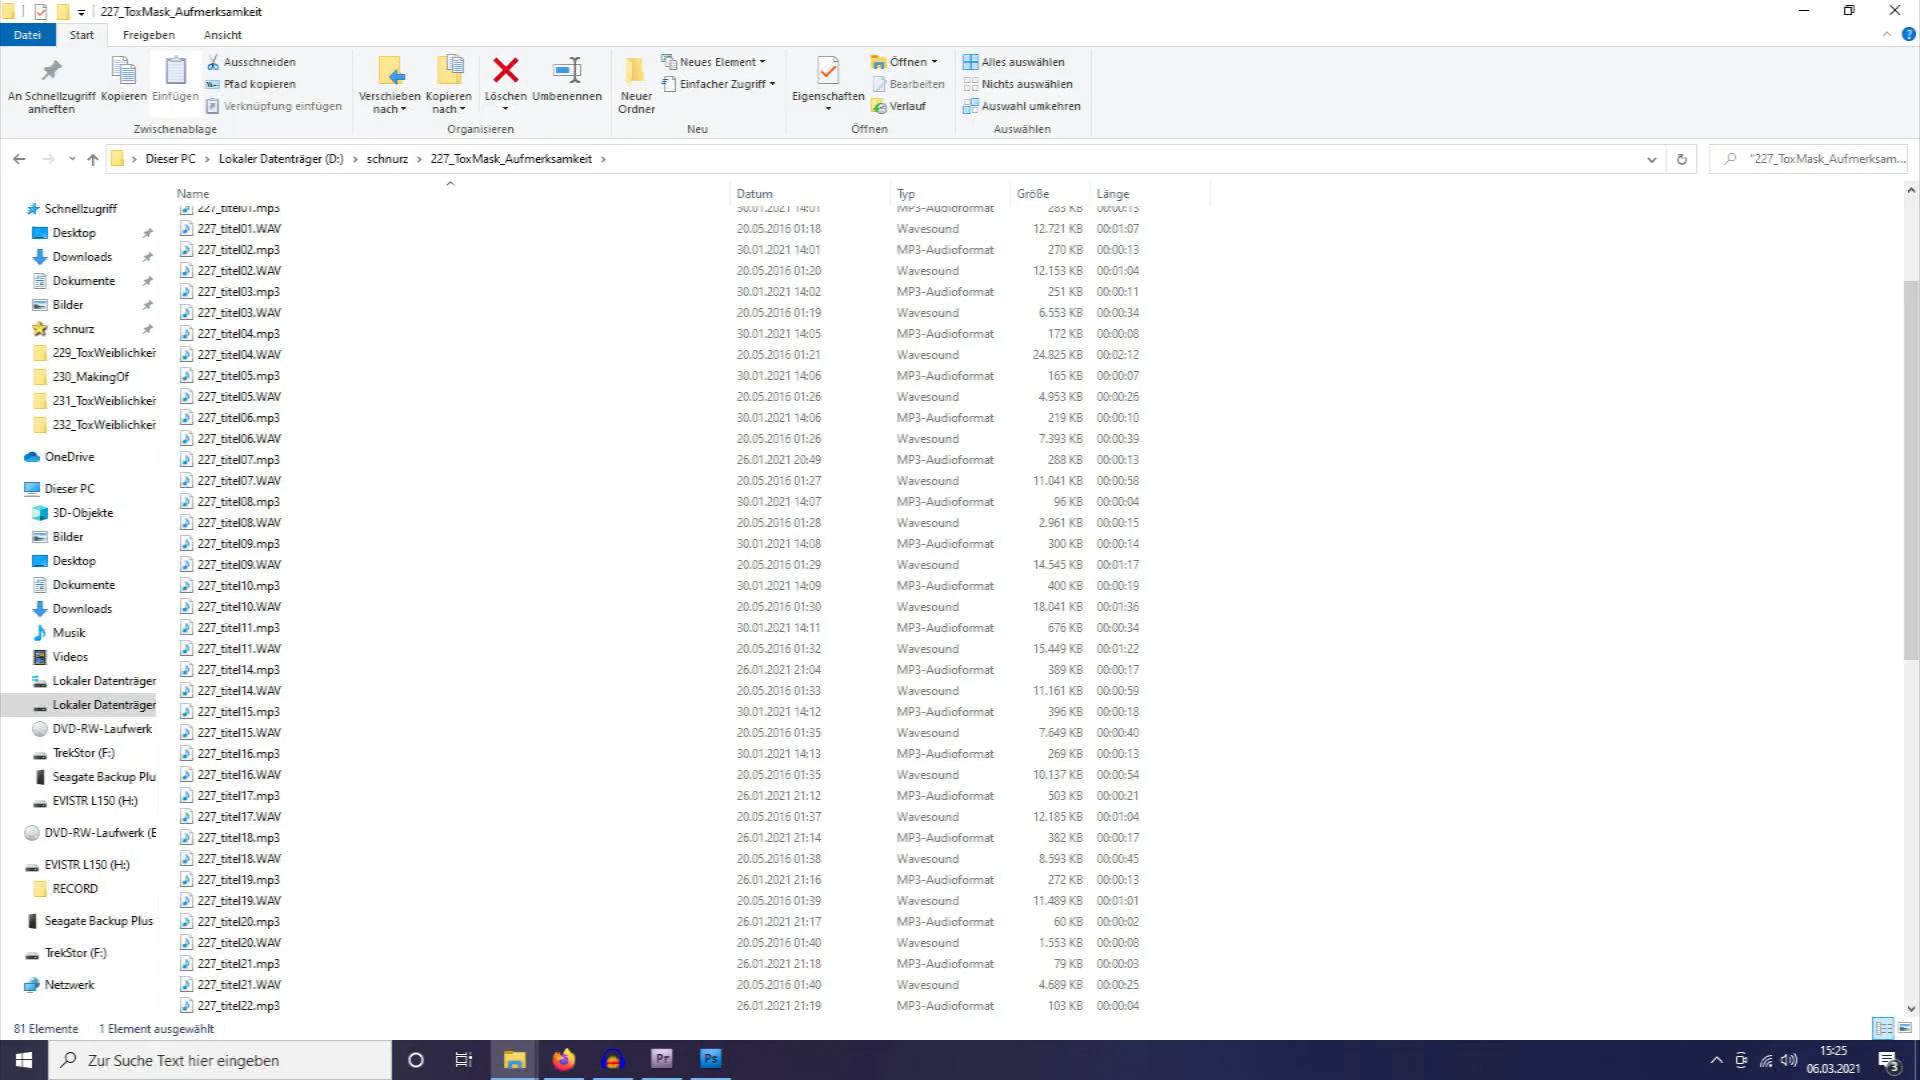 227_ToxMask_Aufmerksamkeit
Datei Start Freigeben Ansicht
An Schnellzugriff anheften
Kopieren
Einfügen
Ausschneiden
Pfad kopieren
Verknüpfung einfügen
Zwischenablage
Verschieben nach
Kopieren nach
Löschen
Umbenennen
Organisieren
Neuer Ordner
Neues Element
Einfacher Zugriff
Neu
Eigenschaften
Öffnen
Bearbeiten
Verlauf
Öffnen
Alles auswählen
Nichts auswählen
Auswahl umkehren
Auswählen
Dieser PC › Lokaler Datenträger (D:) › schnurz › 227_ToxMask_Aufmerksamkeit ›
"227_ToxMask_Aufmerksam...
Schnellzugriff
Desktop
Downloads
Dokumente
Bilder
schnurz
229_ToxWeiblichkeit
230_MakingOf
231_ToxWeiblichkeit
232_ToxWeiblichkeit
OneDrive
Dieser PC
3D-Objekte
Bilder
Desktop
Dokumente
Downloads
Musik
Videos
Lokaler Datenträger
Lokaler Datenträger
DVD-RW-Laufwerk
TrekStor (F:)
Seagate Backup Plu
EVISTR L150 (H:)
DVD-RW-Laufwerk (E
EVISTR L150 (H:)
RECORD
Seagate Backup Plus
TrekStor (F:)
Netzwerk
Name Datum Typ Größe Länge
227_titel01.mp3 30.01.2021 14:01 MP3-Audioformat 283 KB 00:00:13
227_titel01.WAV 20.05.2016 01:18 Wavesound 12.721 KB 00:01:07
227_titel02.mp3 30.01.2021 14:01 MP3-Audioformat 270 KB 00:00:13
227_titel02.WAV 20.05.2016 01:20 Wavesound 12.153 KB 00:01:04
227_titel03.mp3 30.01.2021 14:02 MP3-Audioformat 251 KB 00:00:11
227_titel03.WAV 20.05.2016 01:19 Wavesound 6.553 KB 00:00:34
227_titel04.mp3 30.01.2021 14:05 MP3-Audioformat 172 KB 00:00:08
227_titel04.WAV 20.05.2016 01:21 Wavesound 24.825 KB 00:02:12
227_titel05.mp3 30.01.2021 14:06 MP3-Audioformat 165 KB 00:00:07
227_titel05.WAV 20.05.2016 01:26 Wavesound 4.953 KB 00:00:26
227_titel06.mp3 30.01.2021 14:06 MP3-Audioformat 219 KB 00:00:10
227_titel06.WAV 20.05.2016 01:26 Wavesound 7.393 KB 00:00:39
227_titel07.mp3 26.01.2021 20:49 MP3-Audioformat 288 KB 00:00:13
227_titel07.WAV 20.05.2016 01:27 Wavesound 11.041 KB 00:00:58
227_titel08.mp3 30.01.2021 14:07 MP3-Audioformat 96 KB 00:00:04
227_titel08.WAV 20.05.2016 01:28 Wavesound 2.961 KB 00:00:15
227_titel09.mp3 30.01.2021 14:08 MP3-Audioformat 300 KB 00:00:14
227_titel09.WAV 20.05.2016 01:29 Wavesound 14.545 KB 00:01:17
227_titel10.mp3 30.01.2021 14:09 MP3-Audioformat 400 KB 00:00:19
227_titel10.WAV 20.05.2016 01:30 Wavesound 18.041 KB 00:01:36
227_titel11.mp3 30.01.2021 14:11 MP3-Audioformat 676 KB 00:00:34
227_titel11.WAV 20.05.2016 01:32 Wavesound 15.449 KB 00:01:22
227_titel14.mp3 26.01.2021 21:04 MP3-Audioformat 389 KB 00:00:17
227_titel14.WAV 20.05.2016 01:33 Wavesound 11.161 KB 00:00:59
227_titel15.mp3 30.01.2021 14:12 MP3-Audioformat 396 KB 00:00:18
227_titel15.WAV 20.05.2016 01:35 Wavesound 7.649 KB 00:00:40
227_titel16.mp3 30.01.2021 14:13 MP3-Audioformat 269 KB 00:00:13
227_titel16.WAV 20.05.2016 01:35 Wavesound 10.137 KB 00:00:54
227_titel17.mp3 26.01.2021 21:12 MP3-Audioformat 503 KB 00:00:21
227_titel17.WAV 20.05.2016 01:37 Wavesound 12.185 KB 00:01:04
227_titel18.mp3 26.01.2021 21:14 MP3-Audioformat 382 KB 00:00:17
227_titel18.WAV 20.05.2016 01:38 Wavesound 8.593 KB 00:00:45
227_titel19.mp3 26.01.2021 21:16 MP3-Audioformat 272 KB 00:00:13
227_titel19.WAV 20.05.2016 01:39 Wavesound 11.489 KB 00:01:01
227_titel20.mp3 26.01.2021 21:17 MP3-Audioformat 60 KB 00:00:02
227_titel20.WAV 20.05.2016 01:40 Wavesound 1.553 KB 00:00:08
227_titel21.mp3 26.01.2021 21:18 MP3-Audioformat 79 KB 00:00:03
227_titel21.WAV 20.05.2016 01:40 Wavesound 4.689 KB 00:00:25
227_titel22.mp3 26.01.2021 21:19 MP3-Audioformat 103 KB 00:00:04
81 Elemente 1 Element ausgewählt
Zur Suche Text hier eingeben
Pr
Ps
15:25
06.03.2021
3